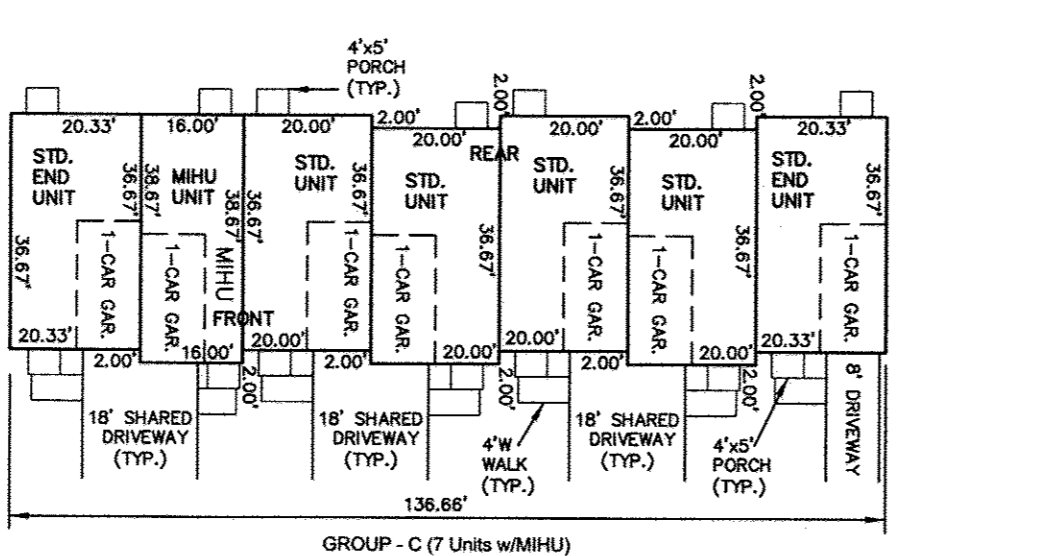 4'x5'
PORCH
(TYP.)
2.00'
2.00'
20.33'
16.00'
20.00'
2.00'
20.00'
20.00'
2.00'
20.00'
20.33'
REAR
STD.
END
UNIT
36.67'
38.67'
MIHU
UNIT
38.67'
36.67'
STD.
UNIT
36.67'
STD.
UNIT
36.67'
STD.
UNIT
36.67'
STD.
UNIT
36.67'
STD.
END
UNIT
36.67'
36.67'
1-CAR GAR.
1-CAR GAR.
MIHU
1-CAR GAR.
1-CAR GAR.
1-CAR GAR.
1-CAR GAR.
1-CAR GAR.
FRONT
20.33'
2.00'
16.00'
2.00'
20.00'
2.00'
20.00'
2.00'
20.00'
2.00'
20.00'
2.00'
20.33'
18' SHARED
DRIVEWAY
(TYP.)
18' SHARED
DRIVEWAY
(TYP.)
4'W
WALK
(TYP.)
18' SHARED
DRIVEWAY
(TYP.)
4'x5'
PORCH
(TYP.)
8' DRIVEWAY
136.66'
GROUP - C (7 Units w/MIHU)